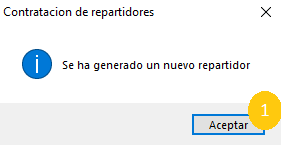 Contratacion de repartidores
Se ha generado un nuevo repartidor
1
Aceptar